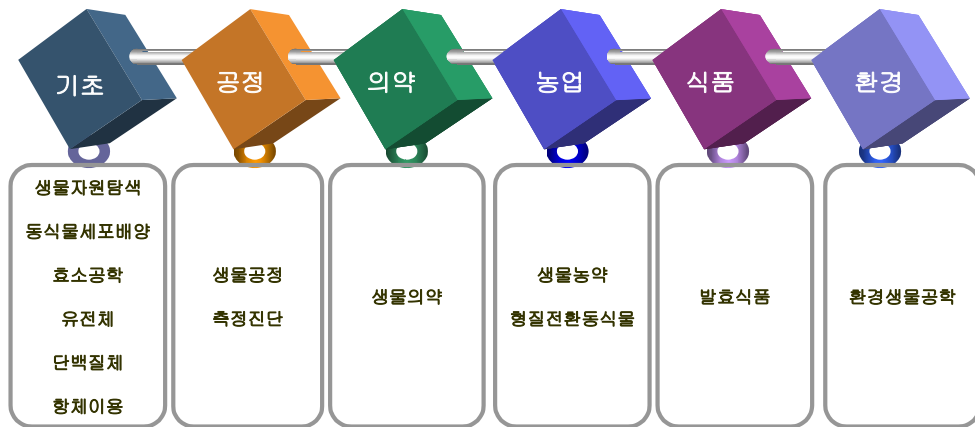 기초
공정
의약
농업
식품
환경
생물자원탐색
동식물세포배양
효소공학
유전체
단백질체
항체이용
생물공정
측정진단
생물의약
생물농약
형질전환동식물
발효식품
환경생물공학